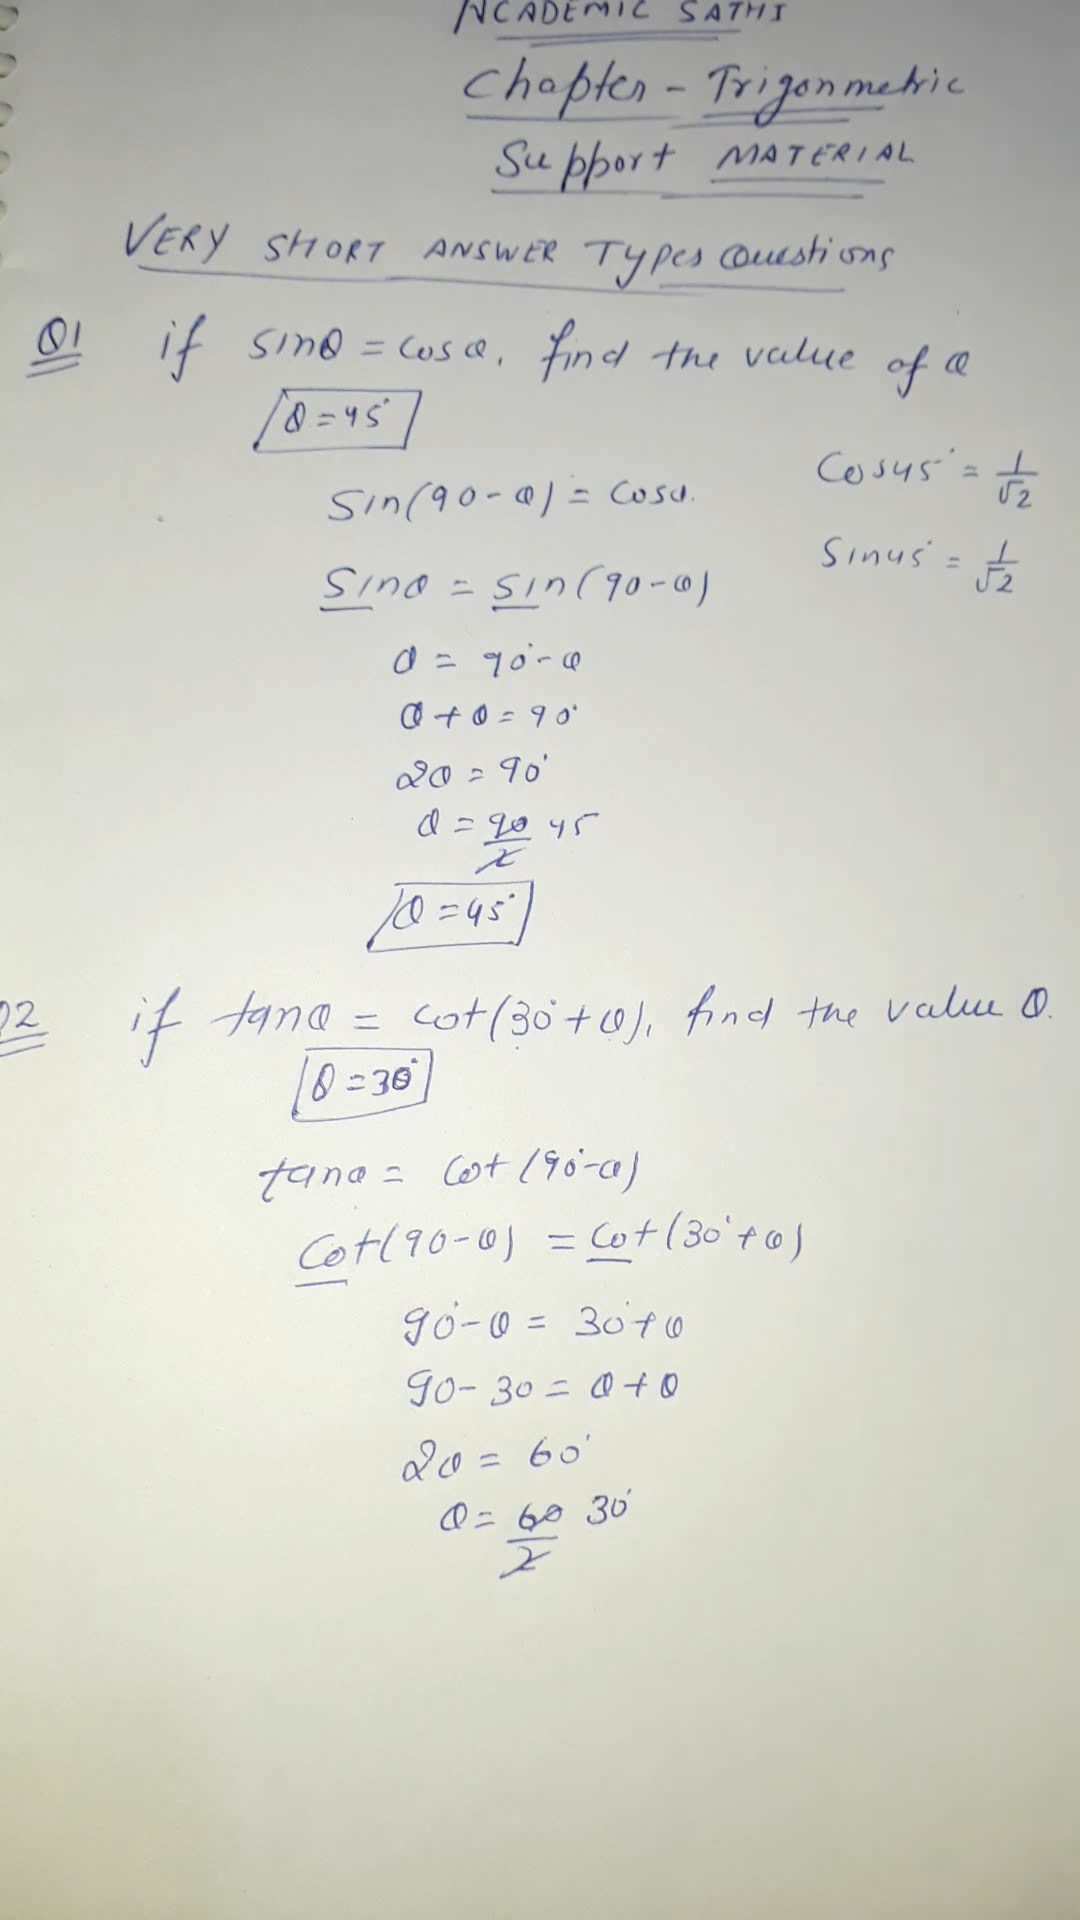 ACADEMIC SATHI
Chapter - Trigonmetric
Support MATERIAL
VERY SHORT ANSWER Types Questions
Q1 if sinθ = cosθ, find the value of θ
θ = 45°
Cos45° = 1/√2
Sin(90-θ) = Cosθ.
Sin45° = 1/√2
Sinθ = Sin(90-θ)
θ = 90°-θ
θ + θ = 90°
2θ = 90°
θ = 90/2 45
θ = 45°
Q2 if tanθ = cot(30°+θ), find the value θ.
θ = 30°
tanθ = Cot(90°-θ)
Cot(90-θ) = Cot(30°+θ)
90°-θ = 30°+θ
90-30 = θ+θ
2θ = 60°
θ = 60/2 30°